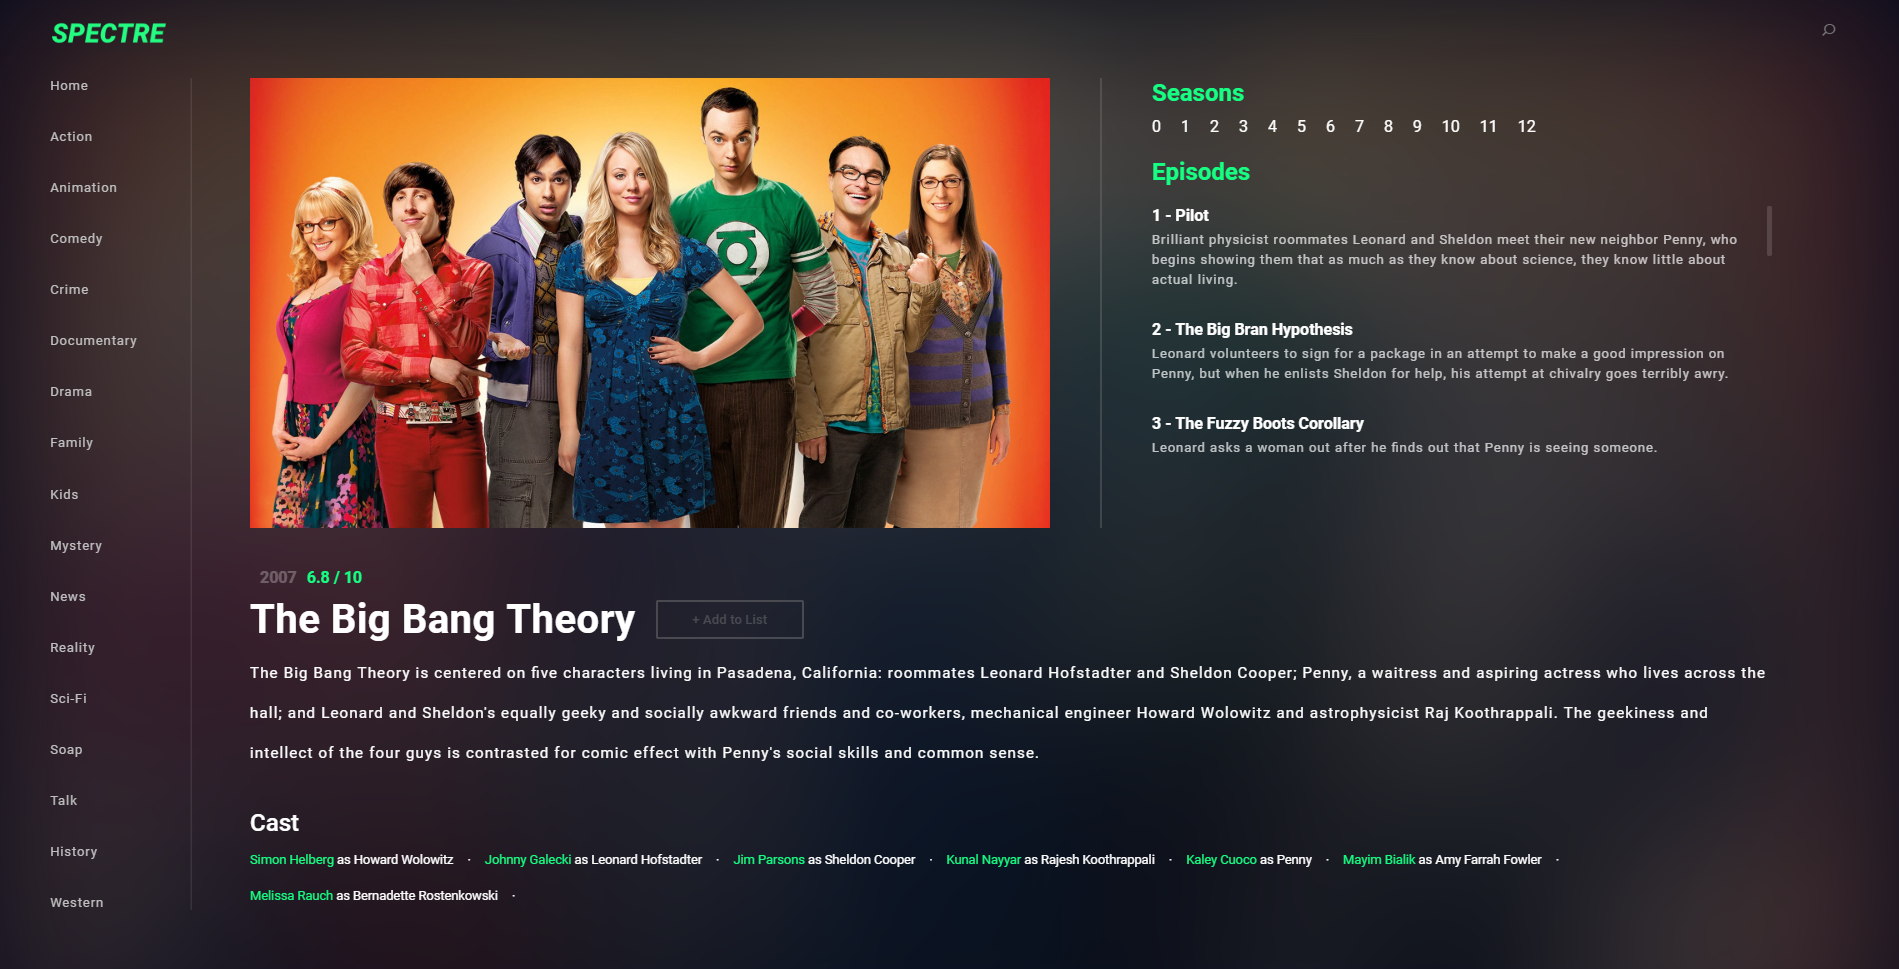 SPECTRE
Home
Action
Animation
Comedy
Crime
Documentary
Drama
Family
Kids
Mystery
News
Reality
Sci-Fi
Soap
Talk
History
Western
Seasons
0 1 2 3 4 5 6 7 8 9 10 11 12
Episodes
1 - Pilot
Brilliant physicist roommates Leonard and Sheldon meet their new neighbor Penny, who
begins showing them that as much as they know about science, they know little about
actual living.
2 - The Big Bran Hypothesis
Leonard volunteers to sign for a package in an attempt to make a good impression on
Penny, but when he enlists Sheldon for help, his attempt at chivalry goes terribly awry.
3 - The Fuzzy Boots Corollary
Leonard asks a woman out after he finds out that Penny is seeing someone.
2007 6.8 / 10
The Big Bang Theory + Add to List
The Big Bang Theory is centered on five characters living in Pasadena, California: roommates Leonard Hofstadter and Sheldon Cooper; Penny, a waitress and aspiring actress who lives across the
hall; and Leonard and Sheldon's equally geeky and socially awkward friends and co-workers, mechanical engineer Howard Wolowitz and astrophysicist Raj Koothrappali. The geekiness and
intellect of the four guys is contrasted for comic effect with Penny's social skills and common sense.
Cast
Simon Helberg as Howard Wolowitz · Johnny Galecki as Leonard Hofstadter · Jim Parsons as Sheldon Cooper · Kunal Nayyar as Rajesh Koothrappali · Kaley Cuoco as Penny · Mayim Bialik as Amy Farrah Fowler ·
Melissa Rauch as Bernadette Rostenkowski ·